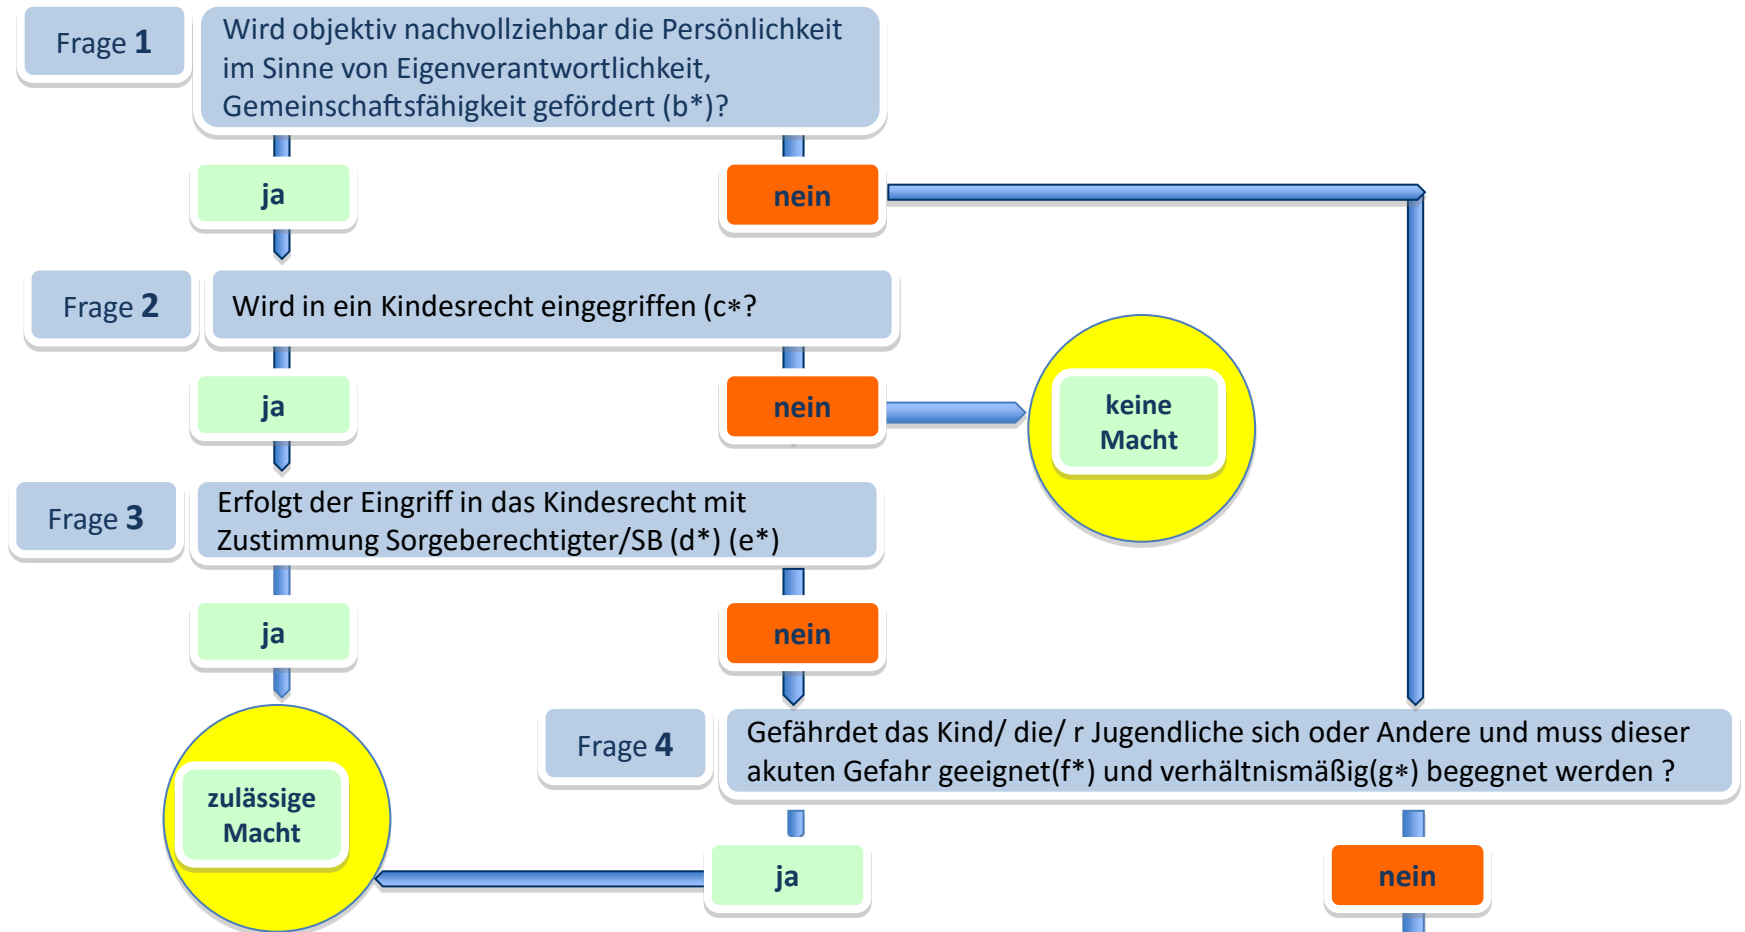 Frage 1
Wird objektiv nachvollziehbar die Persönlichkeit
im Sinne von Eigenverantwortlichkeit,
Gemeinschaftsfähigkeit gefördert (b*)?
ja
nein
Frage 2
Wird in ein Kindesrecht eingegriffen (c*?
ja
nein
keine
Macht
Frage 3
Erfolgt der Eingriff in das Kindesrecht mit
Zustimmung Sorgeberechtigter/SB (d*) (e*)
ja
nein
Frage 4
Gefährdet das Kind/ die/ r Jugendliche sich oder Andere und muss dieser
akuten Gefahr geeignet(f*) und verhältnismäßig(g*) begegnet werden ?
zulässige
Macht
ja
nein